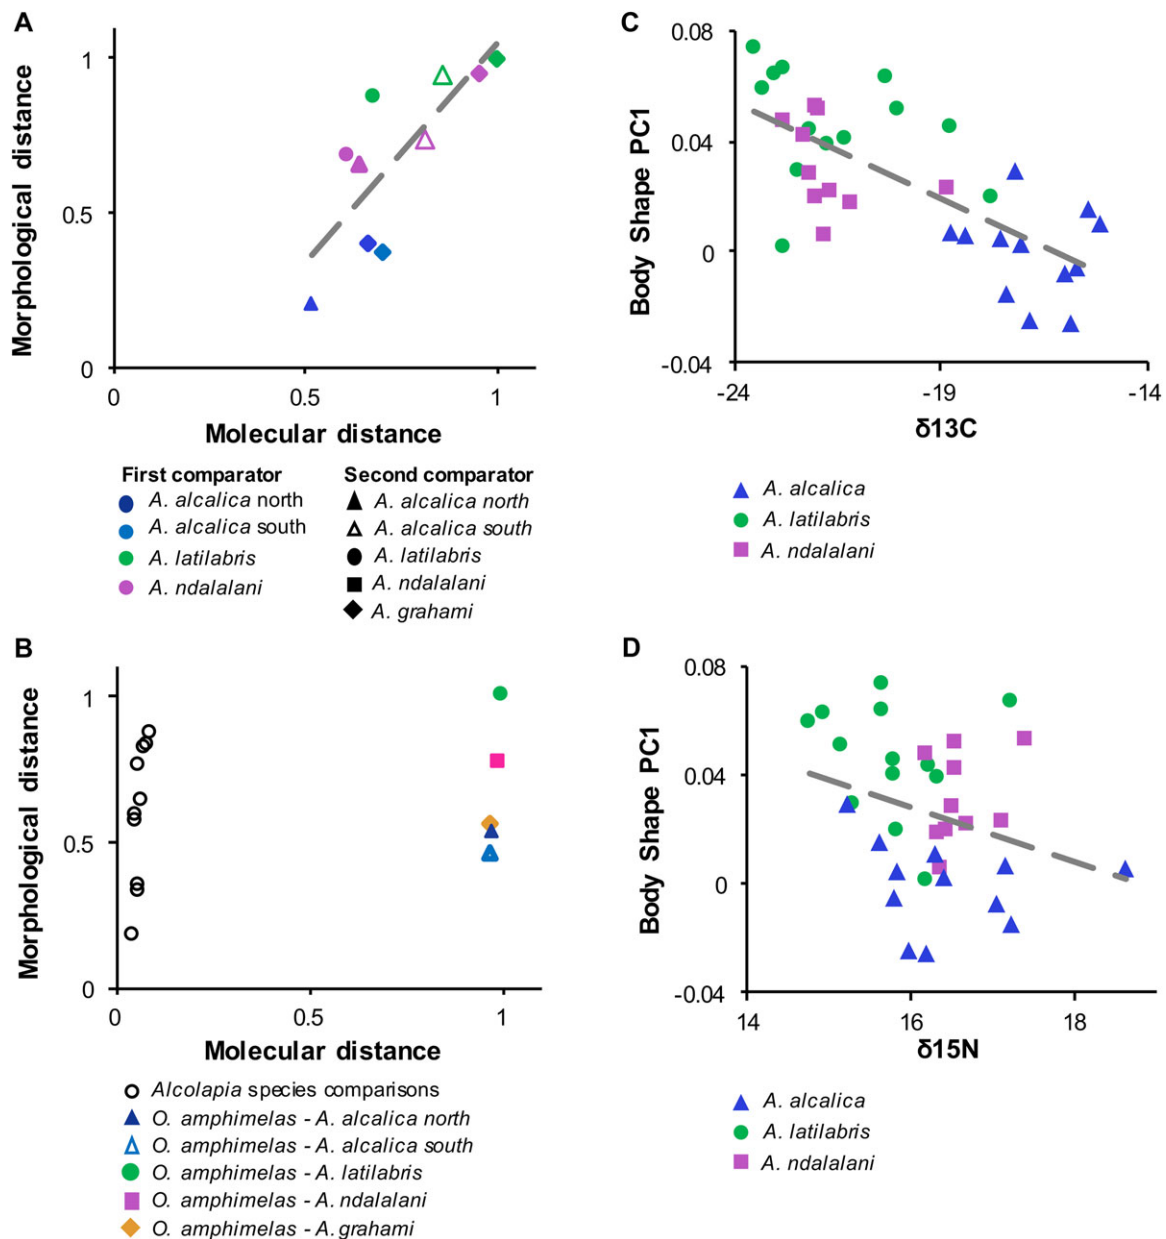 A
Morphological distance
1
0.5
0
0
0.5
1
Molecular distance
First comparator
A. alcalica north
A. alcalica south
A. latilabris
A. ndalalani
Second comparator
A. alcalica north
A. alcalica south
A. latilabris
A. ndalalani
A. grahami
B
Morphological distance
1
0.5
0
0
0.5
1
Molecular distance
Alcolapia species comparisons
O. amphimelas - A. alcalica north
O. amphimelas - A. alcalica south
O. amphimelas - A. latilabris
O. amphimelas - A. ndalalani
O. amphimelas - A. grahami
C
Body Shape PC1
0.08
0.04
0
-0.04
-24
-19
-14
δ13C
A. alcalica
A. latilabris
A. ndalalani
D
Body Shape PC1
0.08
0.04
0
-0.04
14
16
18
δ15N
A. alcalica
A. latilabris
A. ndalalani